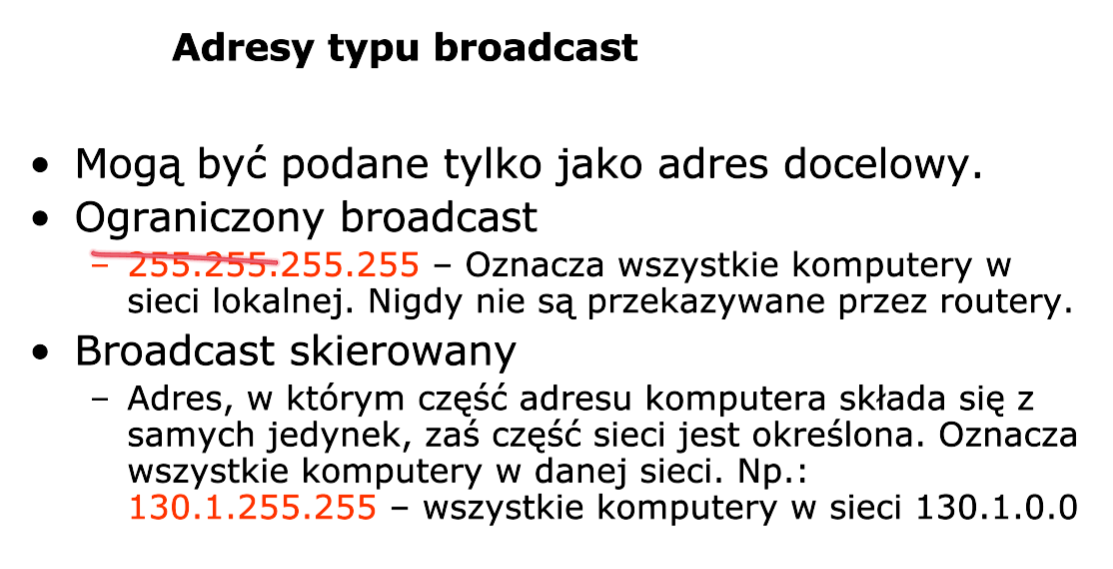 Adresy typu broadcast
• Mogą być podane tylko jako adres docelowy.
• Ograniczony broadcast
– 255.255.255.255 – Oznacza wszystkie komputery w
sieci lokalnej. Nigdy nie są przekazywane przez routery.
• Broadcast skierowany
– Adres, w którym część adresu komputera składa się z
samych jedynek, zaś część sieci jest określona. Oznacza
wszystkie komputery w danej sieci. Np.:
130.1.255.255 – wszystkie komputery w sieci 130.1.0.0